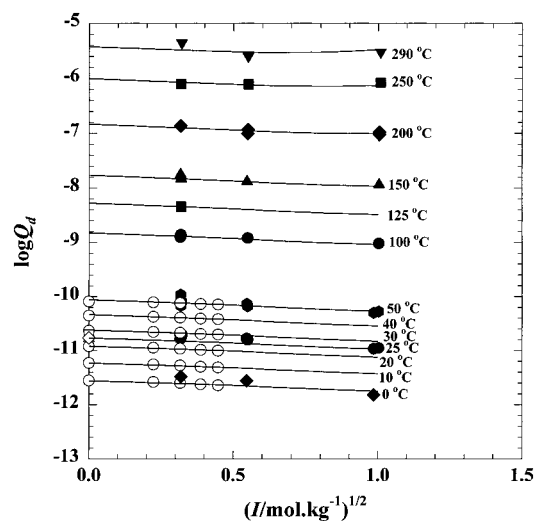 -5
290 °C
-6
250 °C
-7
200 °C
-8
150 °C
125 °C
-9
100 °C
logQd
-10
50 °C
40 °C
30 °C
-11
25 °C
20 °C
10 °C
-12
0 °C
-13
0.0 0.5 1.0 1.5
(I/mol.kg⁻¹)¹/²